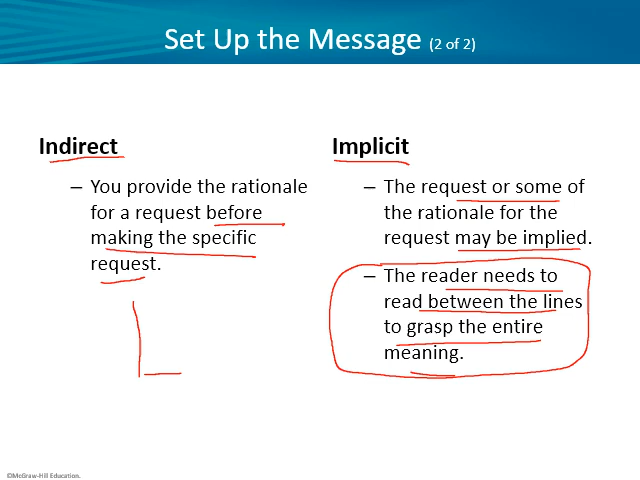 Set Up the Message (2 of 2)
Indirect
– You provide the rationale
for a request before
making the specific
request.
Implicit
– The request or some of
the rationale for the
request may be implied.
– The reader needs to
read between the lines
to grasp the entire
meaning.
©McGraw-Hill Education.